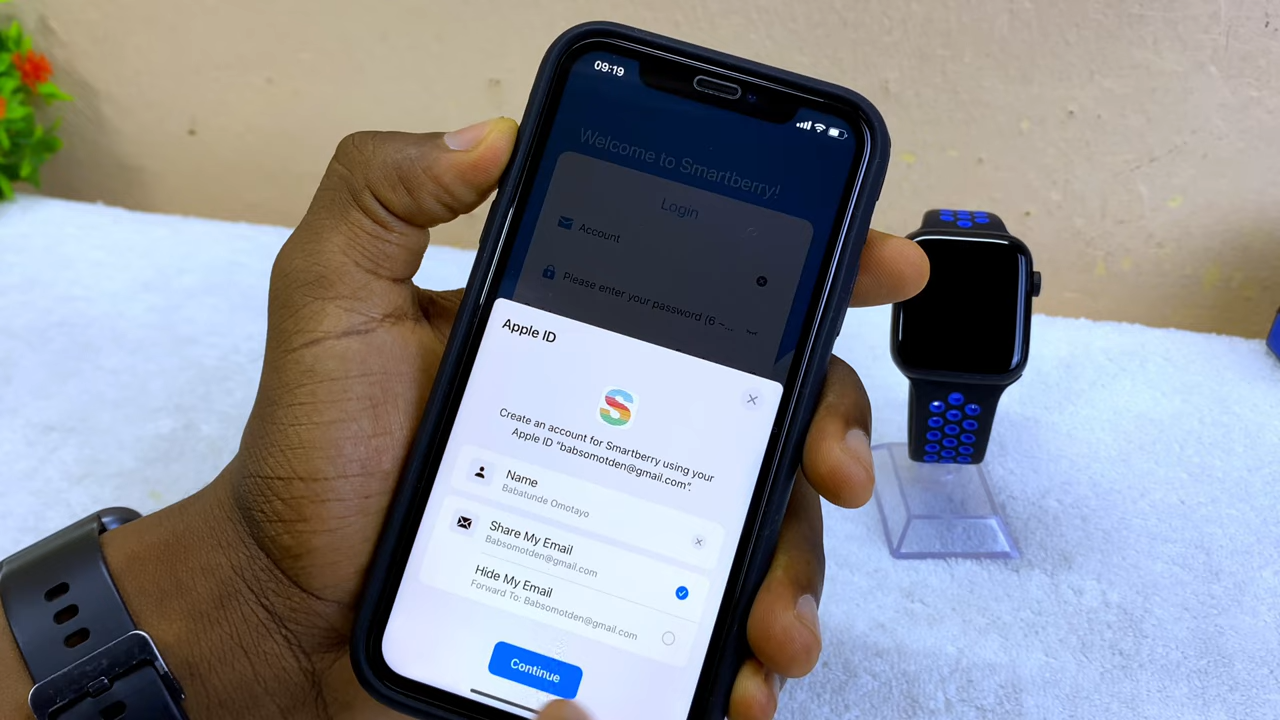 09:19
Welcome to Smartberry!
Login
Account
Please enter your password (6 ~...
Apple ID
S
Create an account for Smartberry using your
Apple ID "babsomotden@gmail.com".
Name
Babatunde Omotayo
Share My Email
Babsomotden@gmail.com
Hide My Email
Forward To: Babsomotden@gmail.com
Continue